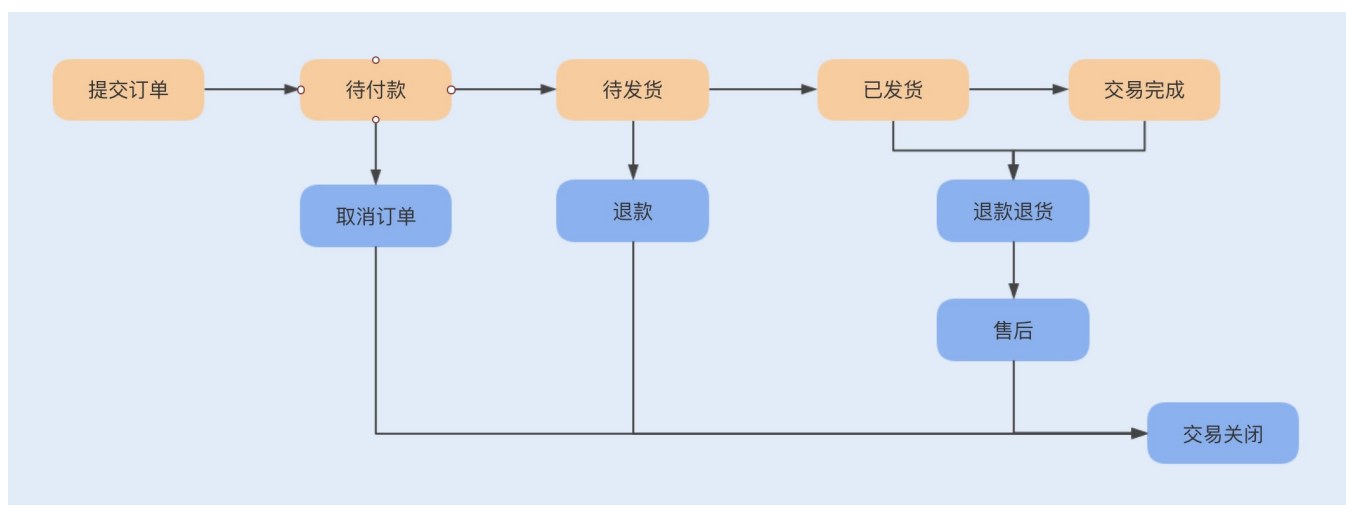 提交订单
待付款
待发货
已发货
交易完成
取消订单
退款
退款退货
售后
交易关闭